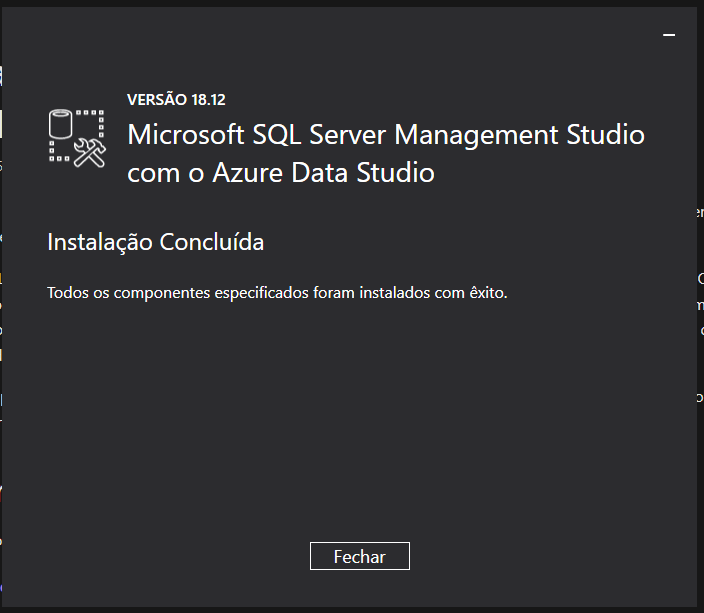 VERSÃO 18.12
Microsoft SQL Server Management Studio
com o Azure Data Studio
Instalação Concluída
Todos os componentes especificados foram instalados com êxito.
Fechar